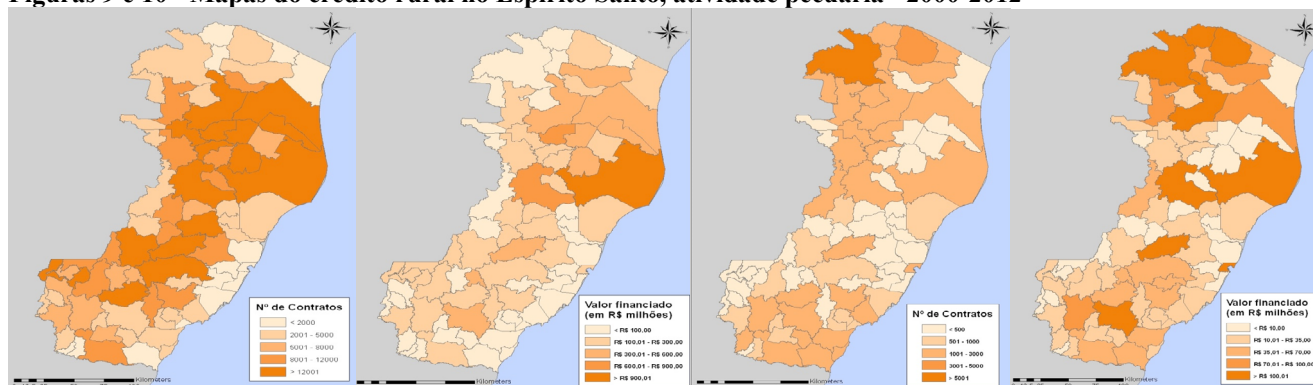 Figuras 9 e 10 - Mapas do crédito rural no Espírito Santo, atividade pecuária - 2000-2012
Nº de Contratos
< 2000
2001 - 5000
5001 - 8000
8001 - 12000
> 12001
Kilometers
Valor financiado
(em R$ milhões)
< R$ 100,00
R$ 100,01 - R$ 300,00
R$ 300,01 - R$ 600,00
R$ 600,01 - R$ 900,00
> R$ 900,01
Kilometers
Nº de Contratos
< 500
501 - 1000
1001 - 3000
3001 - 5000
> 5001
Kilometers
Valor financiado
(em R$ milhões)
< R$ 10,00
R$ 10,01 - R$ 35,00
R$ 35,01 - R$ 70,00
R$ 70,01 - R$ 100,00
> R$ 100,01
Kilometers